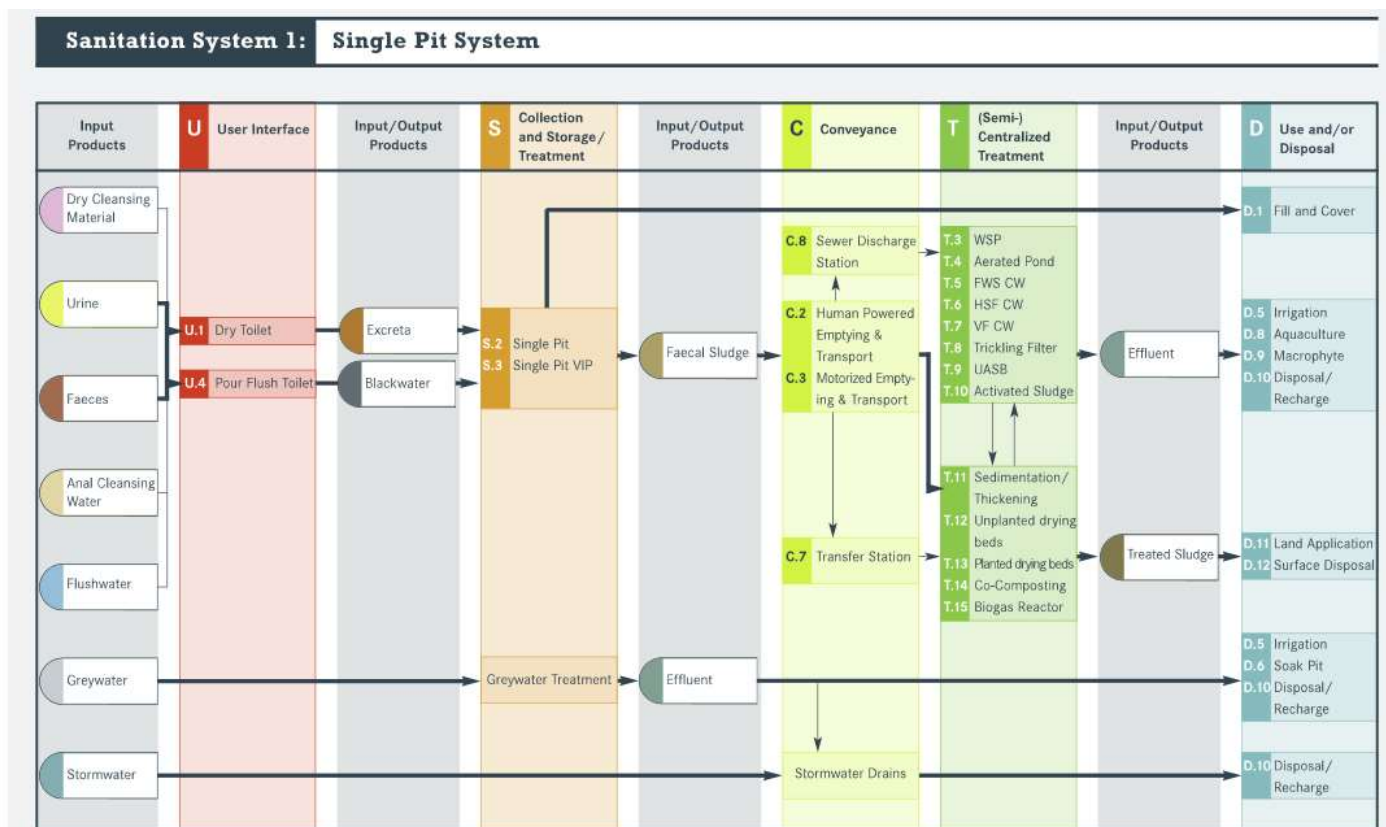 Sanitation System 1:
Single Pit System
Input
Products
U
User Interface
Input/Output
Products
S
Collection
and Storage/
Treatment
Input/Output
Products
C
Conveyance
T
(Semi-)
Centralized
Treatment
Input/Output
Products
D
Use and/or
Disposal
Dry Cleansing
Material
Urine
Faeces
Anal Cleansing
Water
Flushwater
Greywater
Stormwater
U.1 Dry Toilet
U.4 Pour Flush Toilet
Excreta
Blackwater
S.2 Single Pit
S.3 Single Pit VIP
Greywater Treatment
Faecal Sludge
Effluent
C.8 Sewer Discharge
Station
C.2 Human Powered
Emptying &
Transport
C.3 Motorized Empty-
ing & Transport
C.7 Transfer Station
Stormwater Drains
T.3 WSP
T.4 Aerated Pond
T.5 FWS CW
T.6 HSF CW
T.7 VF CW
T.8 Trickling Filter
T.9 UASB
T.10 Activated Sludge
T.11 Sedimentation/
Thickening
T.12 Unplanted drying
beds
T.13 Planted drying beds
T.14 Co-Composting
T.15 Biogas Reactor
Effluent
Treated Sludge
D.1 Fill and Cover
D.5 Irrigation
D.8 Aquaculture
D.9 Macrophyte
D.10 Disposal/
Recharge
D.11 Land Application
D.12 Surface Disposal
D.5 Irrigation
D.6 Soak Pit
D.10 Disposal/
Recharge
D.10 Disposal/
Recharge